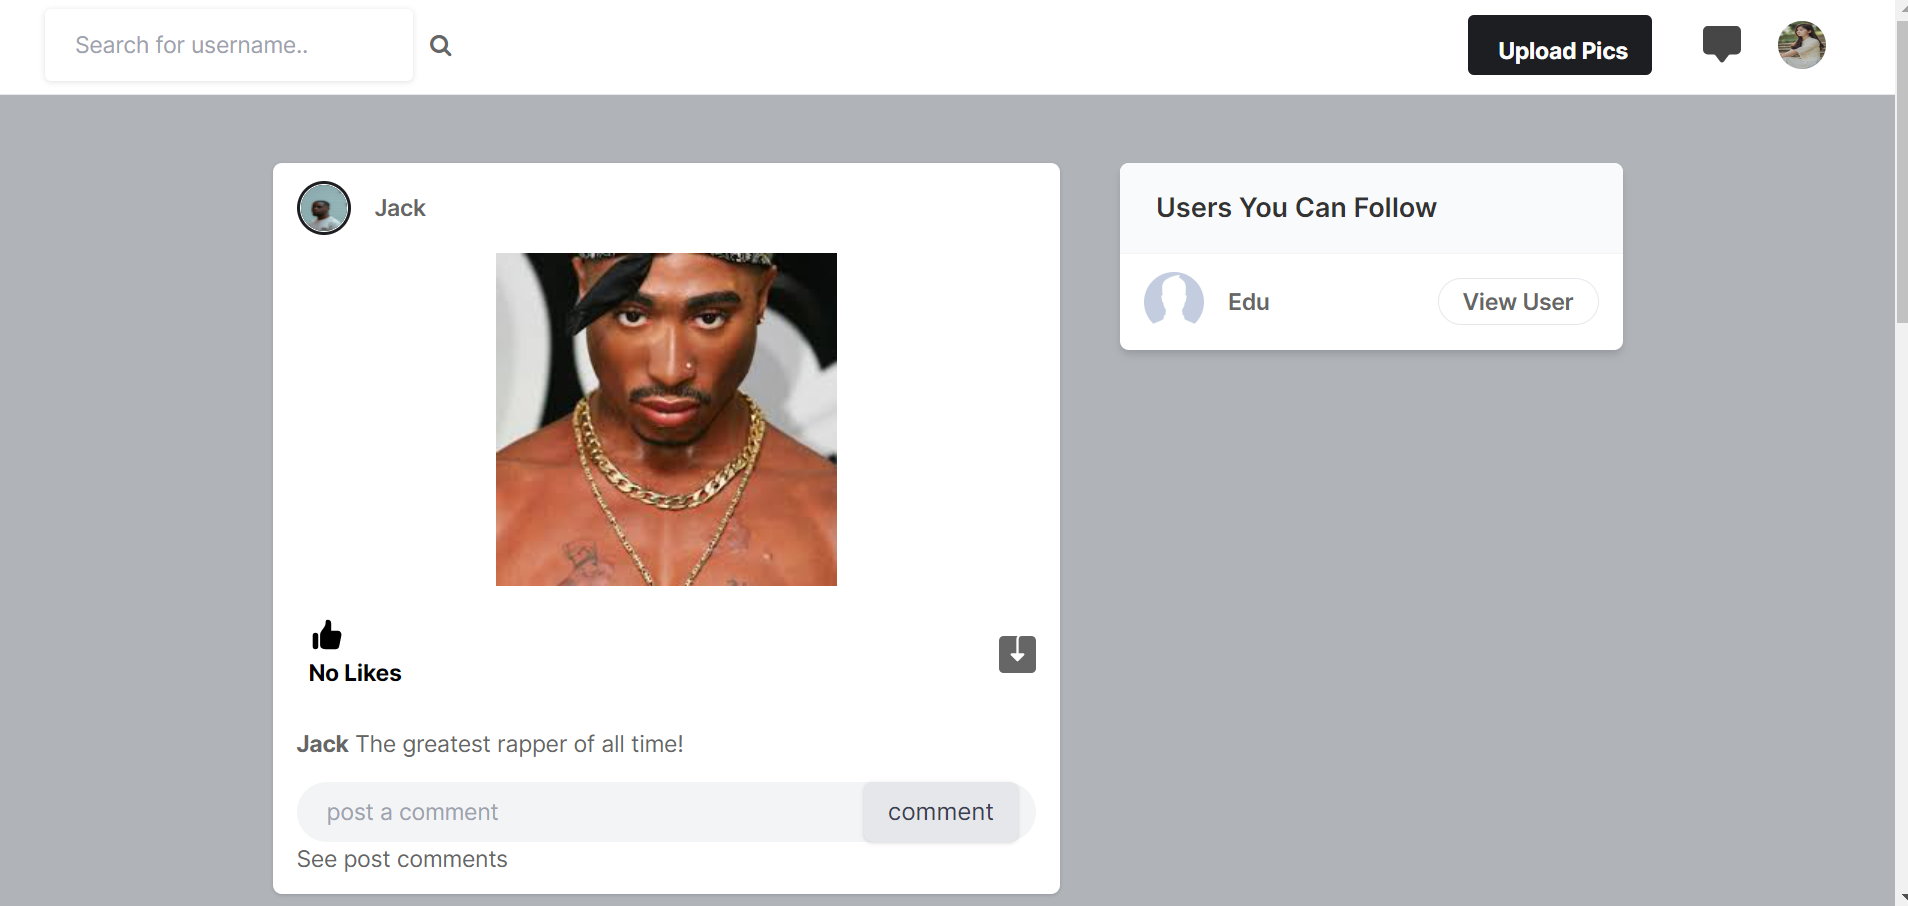 Search for username..
Upload Pics
Jack
Users You Can Follow
Edu
View User
No Likes
Jack The greatest rapper of all time!
post a comment
comment
See post comments